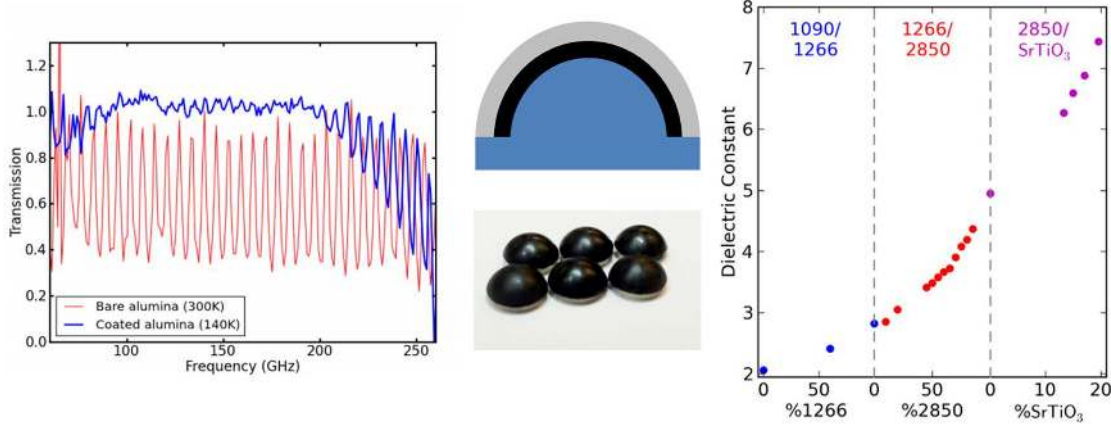 1.2
1.0
0.8
0.6
0.4
0.2
0.0
Transmission
Bare alumina (300K)
Coated alumina (140K)
100
150
200
250
Frequency (GHz)
8
7
6
5
4
3
2
Dielectric Constant
1090/
1266
1266/
2850
2850/
SrTiO₃
0 50 0 50 0 10 20
%1266 %2850 %SrTiO₃